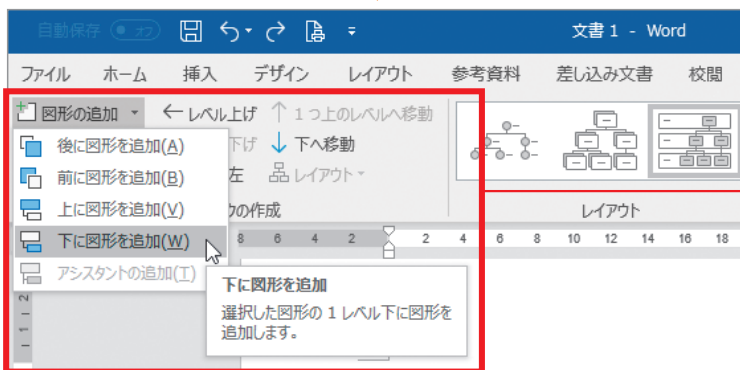 自動保存 オフ 文書 1 - Word
ファイル ホーム 挿入 デザイン レイアウト 参考資料 差し込み文書 校閲
図形の追加 ← レベル上げ ↑ 1 つ上のレベルへ移動
後に図形を追加(A) 下げ ↓ 下へ移動
前に図形を追加(B) 左 品 レイアウト
上に図形を追加(V) の作成 レイアウト
下に図形を追加(W) 8 6 4 2 2 4 6 8 10 12 14 16 18
アシスタントの追加(T)
下に図形を追加
選択した図形の 1 レベル下に図形を
追加します。
2